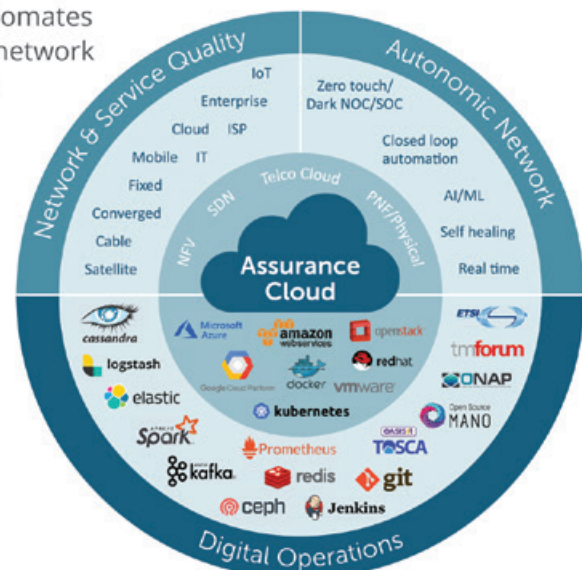 omates
network
Network & Service Quality
Autonomic Network
IoT
Enterprise
Cloud ISP
Mobile IT
Fixed
Converged
Cable
Satellite
Zero touch/
Dark NOC/SOC
Closed loop
automation
AI/ML
Self healing
Real time
NFV
SDN
Telco Cloud
PNF/Physical
Assurance
Cloud
cassandra
logstash
elastic
APACHE
Spark
kafka
Microsoft
Azure
amazon
webservices
openstack
Google Cloud Platform
docker
redhat
vmware
kubernetes
Prometheus
redis
git
ceph
Jenkins
ETSI
tmforum
ONAP
Open Source
MANO
OASIS
TOSCA
Digital Operations